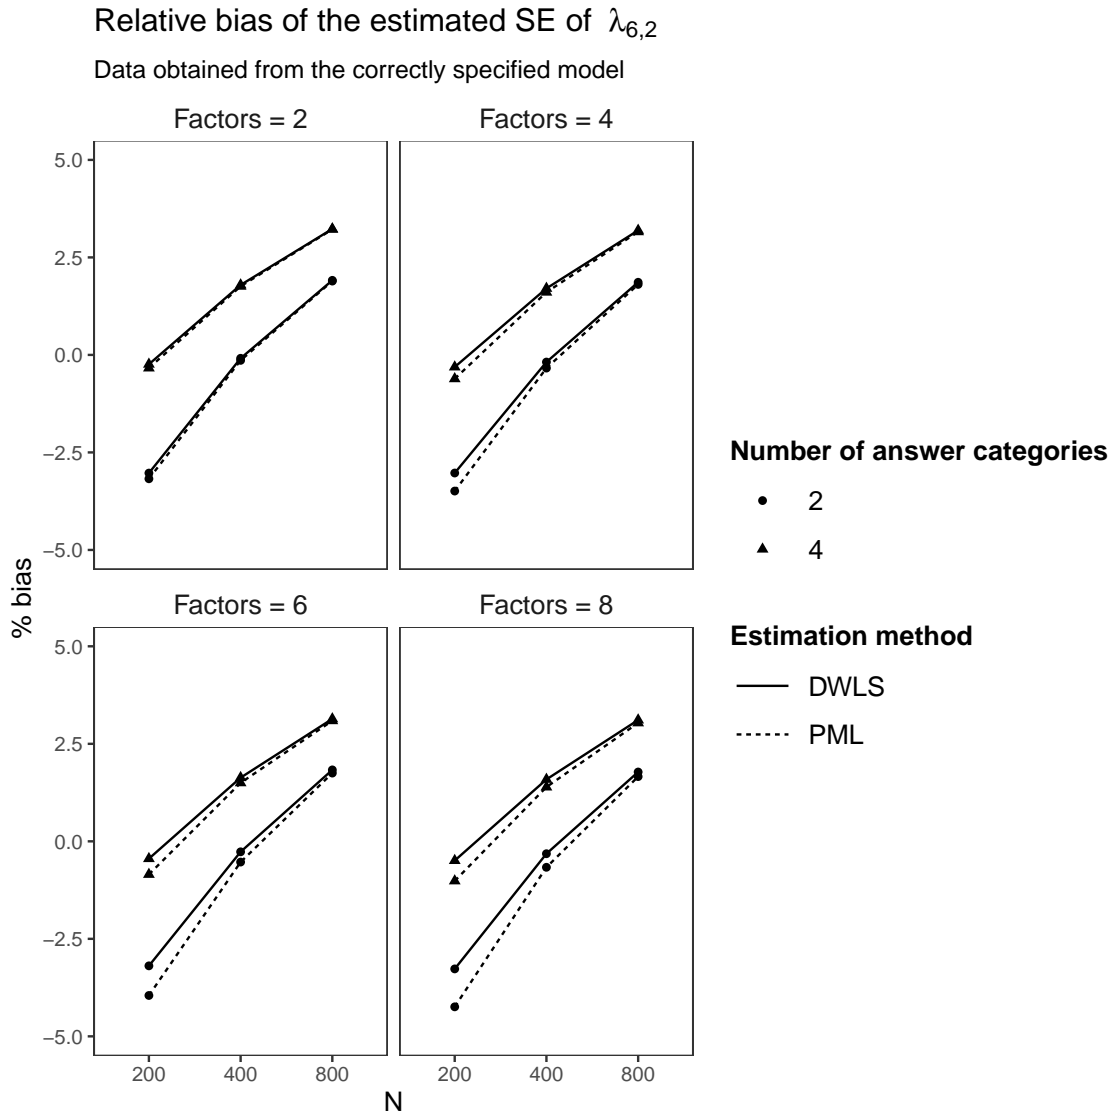 Relative bias of the estimated SE of λ6,2
Data obtained from the correctly specified model
Factors = 2
Factors = 4
5.0
2.5
0.0
−2.5
−5.0
% bias
Factors = 6
Factors = 8
5.0
2.5
0.0
−2.5
−5.0
200
400
800
200
400
800
N
Number of answer categories
2
4
Estimation method
DWLS
PML